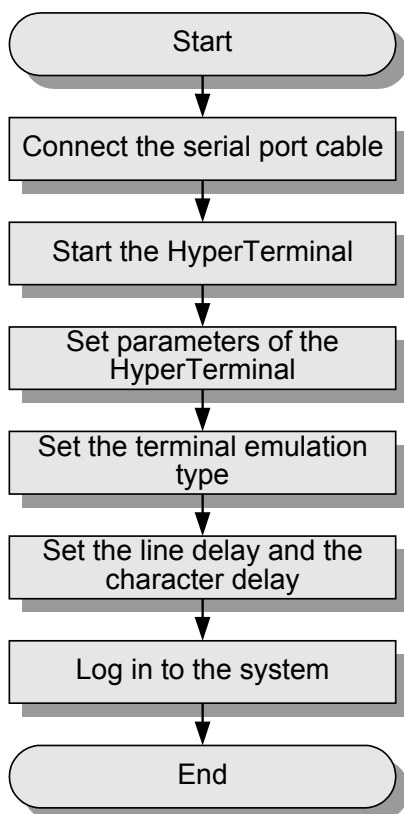 Start
Connect the serial port cable
Start the HyperTerminal
Set parameters of the
HyperTerminal
Set the terminal emulation
type
Set the line delay and the
character delay
Log in to the system
End